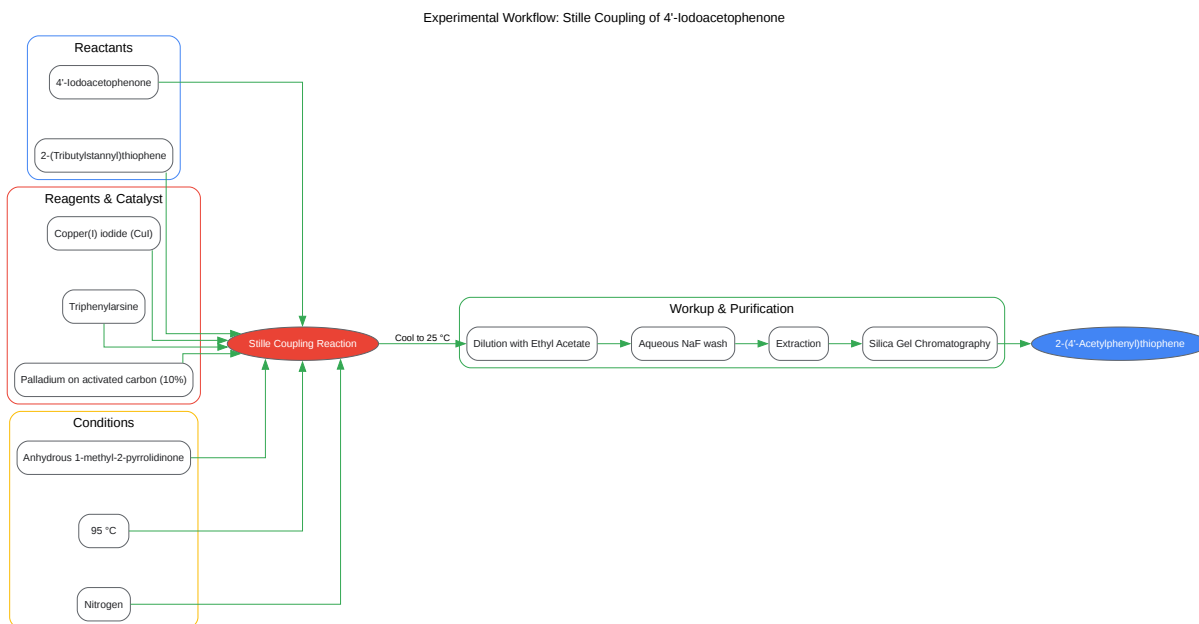 Experimental Workflow: Stille Coupling of 4'-Iodoacetophenone
Reactants
4'-Iodoacetophenone
2-(Tributylstannyl)thiophene
Reagents & Catalyst
Copper(I) iodide (CuI)
Triphenylarsine
Palladium on activated carbon (10%)
Conditions
Anhydrous 1-methyl-2-pyrrolidinone
95 °C
Nitrogen
Stille Coupling Reaction
Cool to 25 °C
Workup & Purification
Dilution with Ethyl Acetate
Aqueous NaF wash
Extraction
Silica Gel Chromatography
2-(4'-Acetylphenyl)thiophene